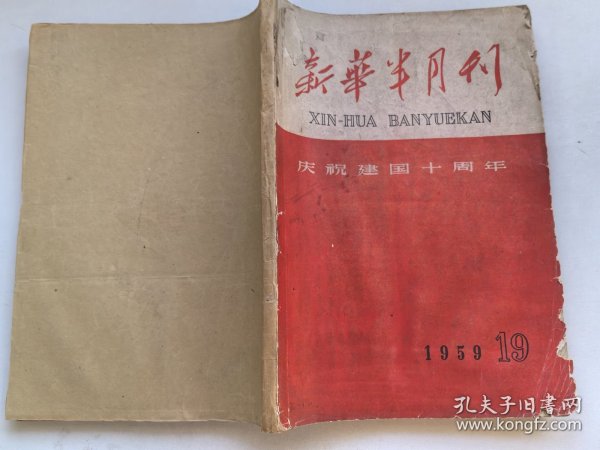 新華半月刊
XIN-HUA BANYUEKAN
庆祝建国十周年
1959 19
孔夫子旧書网
www.kongfz.com